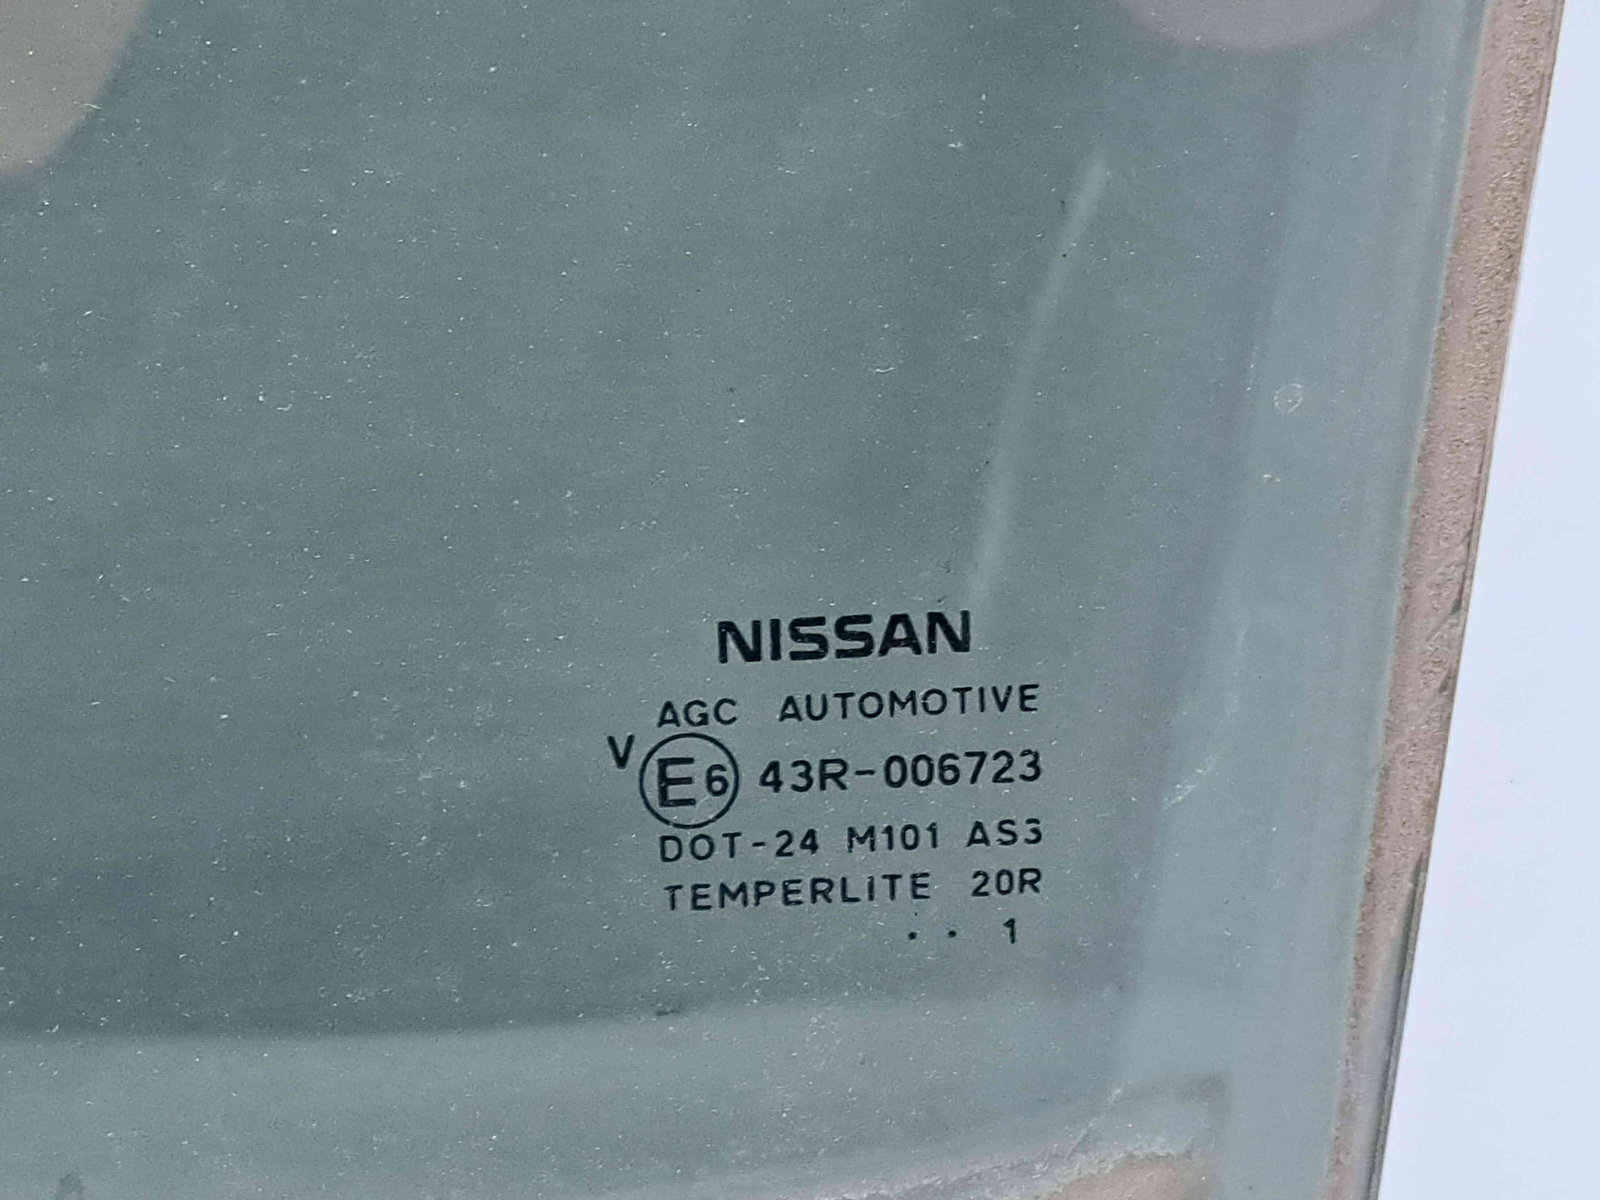 NISSAN
AGC AUTOMOTIVE
V E6 43R-006723
DOT-24 M101 AS3
TEMPERLITE 20R
. . 1